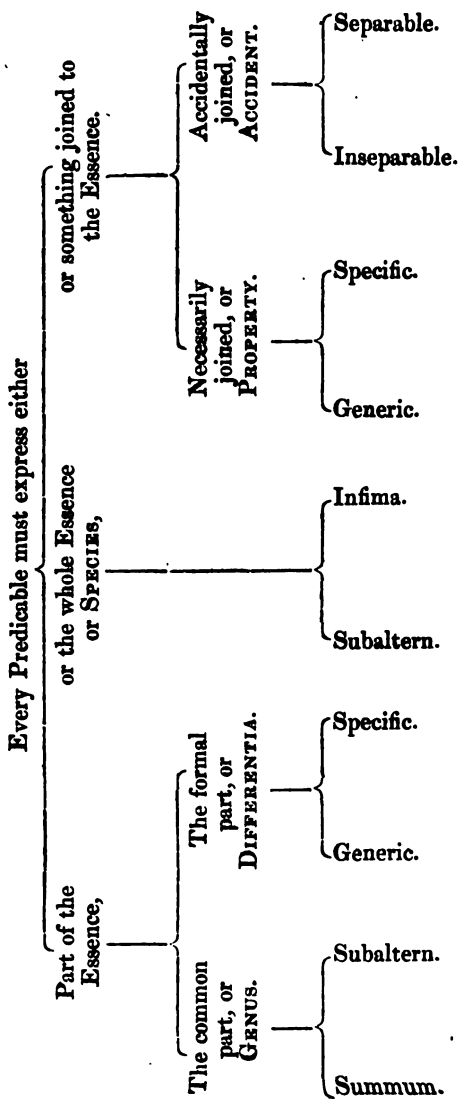 Every Predicable must express either
Part of the
Essence,
or the whole Essence
or SPECIES,
or something joined to
the Essence.
The common
part, or
GENUS.
The formal
part, or
DIFFERENTIA.
Necessarily
joined, or
PROPERTY.
Accidentally
joined, or
ACCIDENT.
Summum.
Subaltern.
Generic.
Specific.
Subaltern.
Infima.
Generic.
Specific.
Inseparable.
Separable.